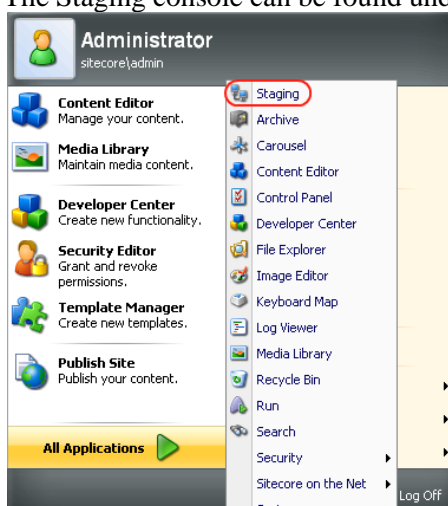 The Staging console can be found
Administrator
sitecore\admin
Content Editor
Manage your content.
Media Library
Maintain media content.
Developer Center
Create new functionality.
Security Editor
Grant and revoke
permissions.
Template Manager
Create new templates.
Publish Site
Publish your content.
All Applications
Staging
Archive
Carousel
Content Editor
Control Panel
Developer Center
File Explorer
Image Editor
Keyboard Map
Log Viewer
Media Library
Recycle Bin
Run
Search
Security
Sitecore on the Net
Log Off